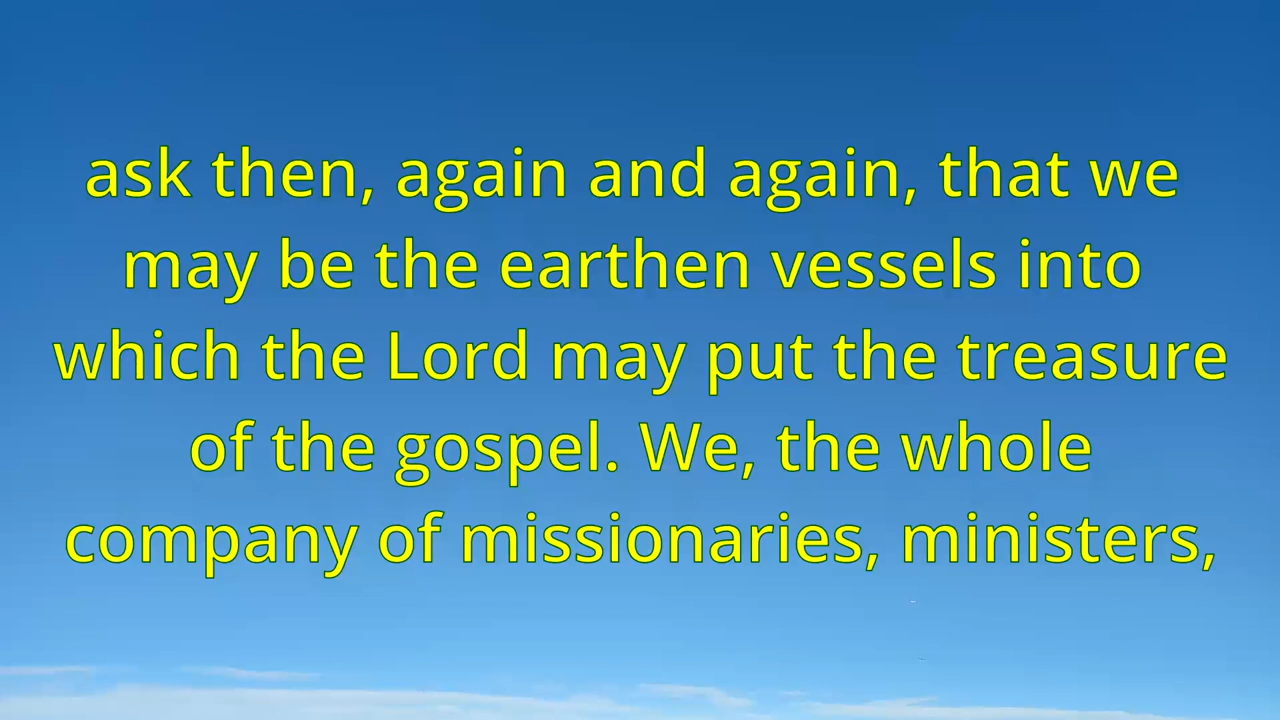 ask then, again and again, that we
may be the earthen vessels into
which the Lord may put the treasure
of the gospel. We, the whole
company of missionaries, ministers,